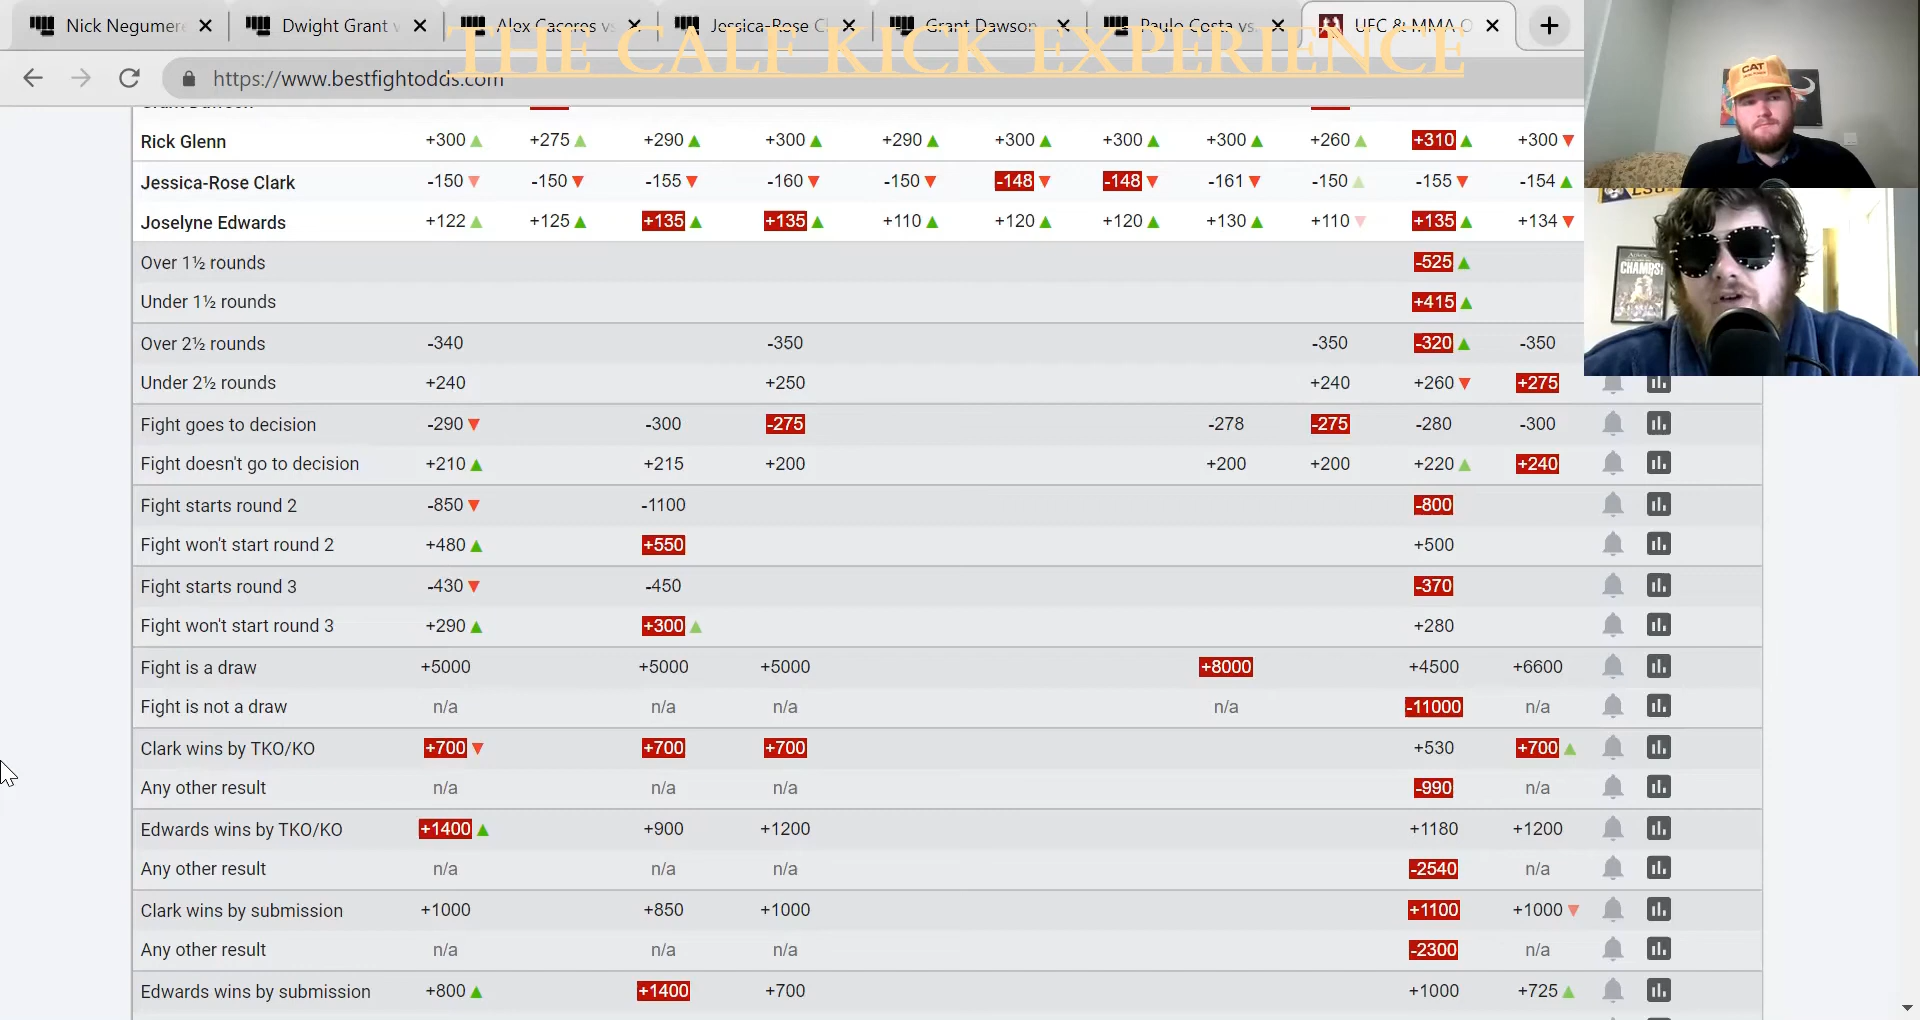 Nick Negumere Dwight Grant v Alex Caceres vs Jessica-Rose Cl Grant Dawson Paulo Costa vs. UFC & MMA O
THE CALF KICK EXPERIENCE
https://www.bestfightodds.com
CAT
Rick Glenn +300 +275 +290 +300 +290 +300 +300 +300 +260 +310 +300
Jessica-Rose Clark -150 -150 -155 -160 -150 -148 -148 -161 -150 -155 -154
Joselyne Edwards +122 +125 +135 +135 +110 +120 +120 +130 +110 +135 +134
Over 1½ rounds -525
CHAMPS!
Under 1½ rounds +415
Over 2½ rounds -340 -350 -350 -320 -350
Under 2½ rounds +240 +250 +240 +260 +275
Fight goes to decision -290 -300 -275 -278 -275 -280 -300
Fight doesn't go to decision +210 +215 +200 +200 +200 +220 +240
Fight starts round 2 -850 -1100 -800
Fight won't start round 2 +480 +550 +500
Fight starts round 3 -430 -450 -370
Fight won't start round 3 +290 +300 +280
Fight is a draw +5000 +5000 +5000 +8000 +4500 +6600
Fight is not a draw n/a n/a n/a n/a -11000 n/a
Clark wins by TKO/KO +700 +700 +700 +530 +700
Any other result n/a n/a n/a -990 n/a
Edwards wins by TKO/KO +1400 +900 +1200 +1180 +1200
Any other result n/a n/a n/a -2540 n/a
Clark wins by submission +1000 +850 +1000 +1100 +1000
Any other result n/a n/a n/a -2300 n/a
Edwards wins by submission +800 +1400 +700 +1000 +725